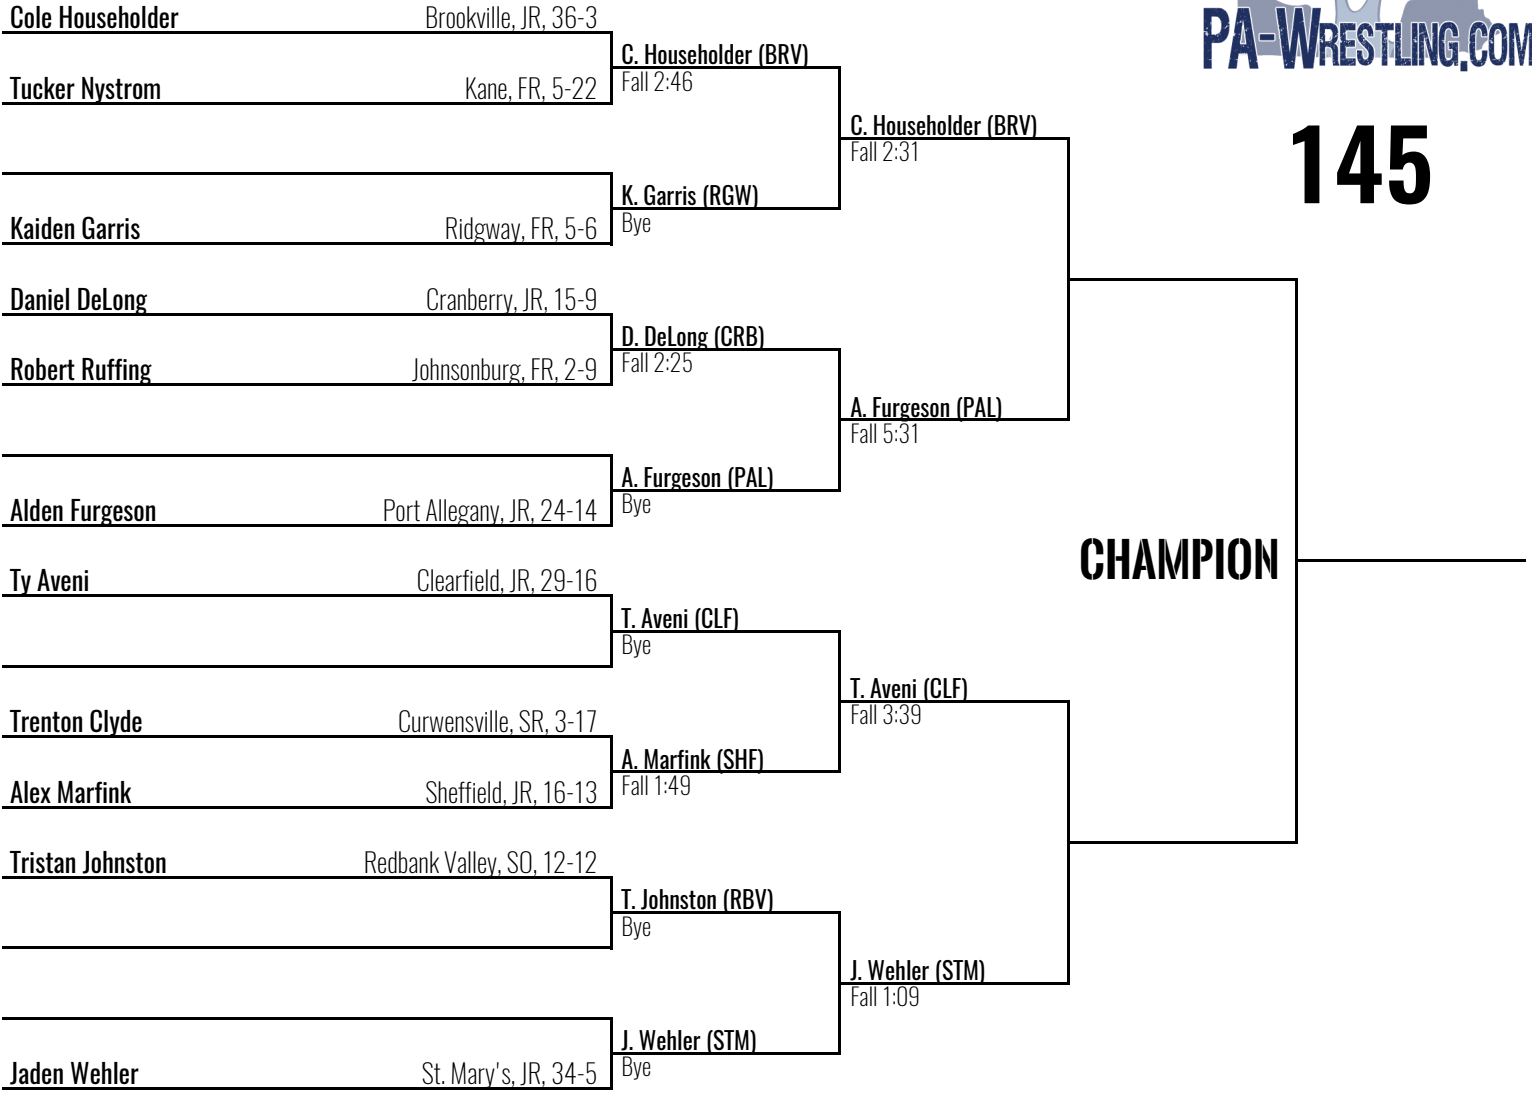 Cole Householder Brookville, JR, 36-3
C. Householder (BRV)
Fall 2:46
Tucker Nystrom Kane, FR, 5-22
C. Householder (BRV)
Fall 2:31
K. Garris (RGW)
Bye
Kaiden Garris Ridgway, FR, 5-6
Daniel DeLong Cranberry, JR, 15-9
D. DeLong (CRB)
Fall 2:25
Robert Ruffing Johnsonburg, FR, 2-9
A. Furgeson (PAL)
Fall 5:31
A. Furgeson (PAL)
Bye
Alden Furgeson Port Allegany, JR, 24-14
Ty Aveni Clearfield, JR, 29-16
T. Aveni (CLF)
Bye
T. Aveni (CLF)
Fall 3:39
Trenton Clyde Curwensville, SR, 3-17
A. Marfink (SHF)
Fall 1:49
Alex Marfink Sheffield, JR, 16-13
Tristan Johnston Redbank Valley, SO, 12-12
T. Johnston (RBV)
Bye
J. Wehler (STM)
Fall 1:09
J. Wehler (STM)
Bye
Jaden Wehler St. Mary's, JR, 34-5
PA-WRESTLING.COM
145
CHAMPION